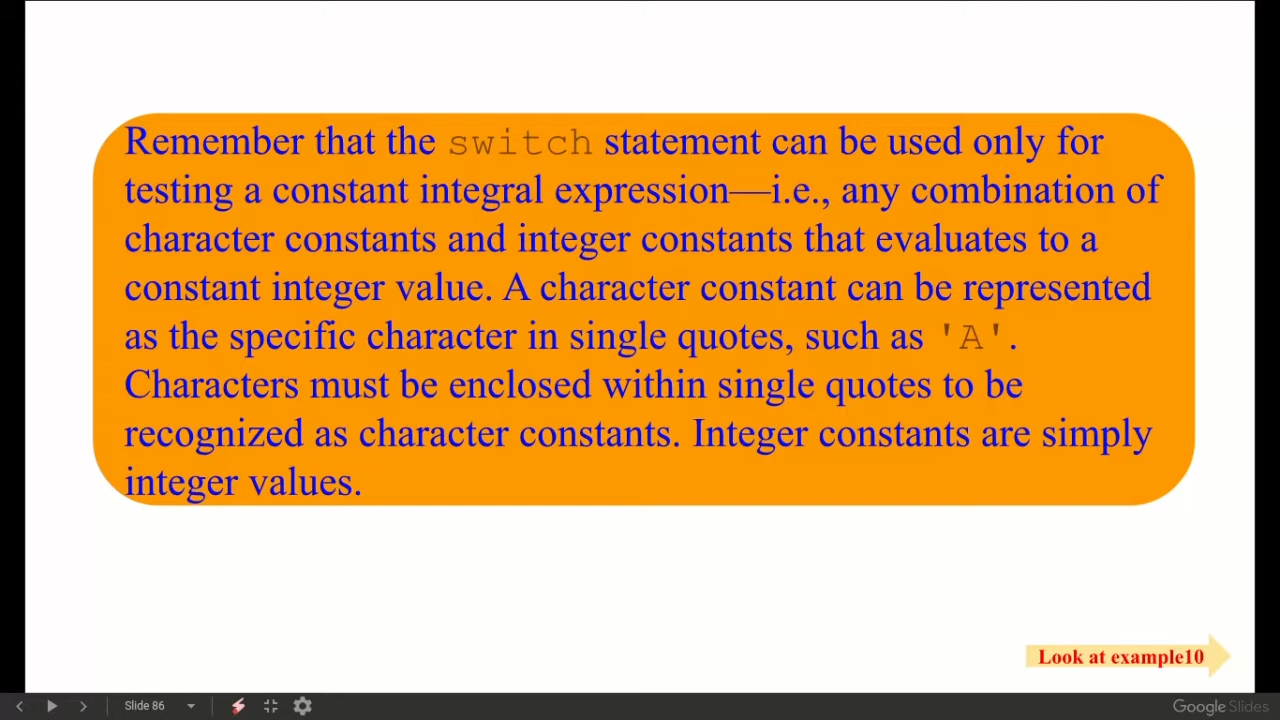 Remember that the switch statement can be used only for
testing a constant integral expression—i.e., any combination of
character constants and integer constants that evaluates to a
constant integer value. A character constant can be represented
as the specific character in single quotes, such as 'A'.
Characters must be enclosed within single quotes to be
recognized as character constants. Integer constants are simply
integer values.
Look at example10
Slide 86
Google Slides